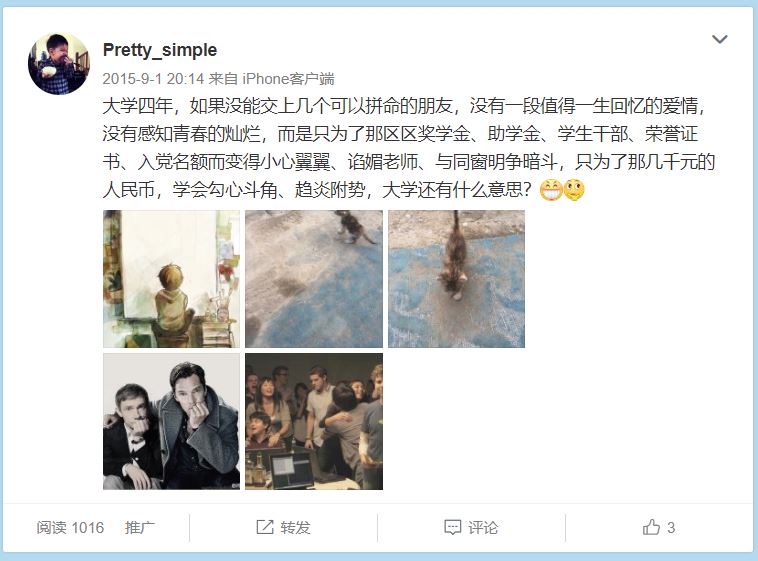 Pretty_simple
2015-9-1 20:14 来自 iPhone客户端
大学四年，如果没能交上几个可以拼命的朋友，没有一段值得一生回忆的爱情，
没有感知青春的灿烂，而是只为了那区区奖学金、助学金、学生干部、荣誉证
书、入党名额而变得小心翼翼、谄媚老师、与同窗明争暗斗，只为了那几千元的
人民币，学会勾心斗角、趋炎附势，大学还有什么意思？
阅读 1016 推广 转发 评论 3